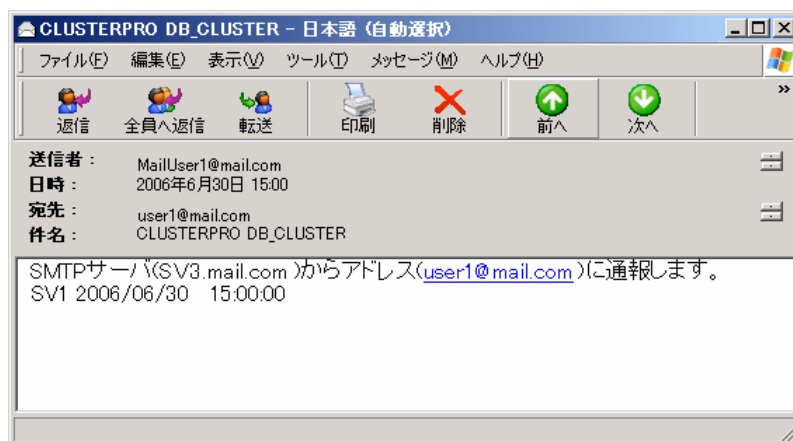 CLUSTERPRO DB_CLUSTER - 日本語 (自動選択)
ファイル(F) 編集(E) 表示(V) ツール(T) メッセージ(M) ヘルプ(H)
返信 全員へ返信 転送 印刷 削除 前へ 次へ
送信者: MailUser1@mail.com
日時: 2006年6月30日 15:00
宛先: user1@mail.com
件名: CLUSTERPRO DB_CLUSTER
SMTPサーバ(SV3.mail.com )からアドレス(user1@mail.com )に通報します。
SV1 2006/06/30 15:00:00